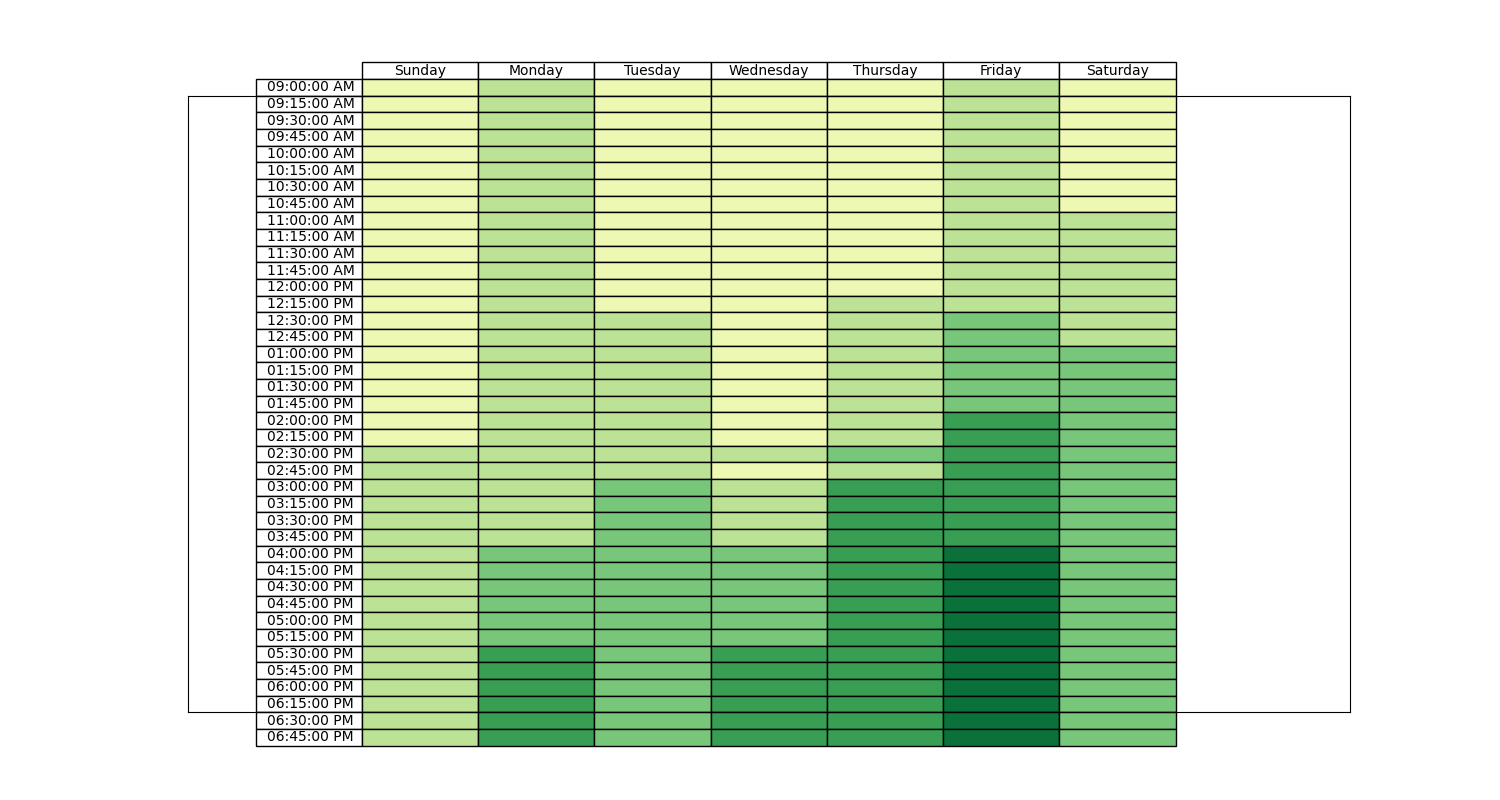 Sunday Monday Tuesday Wednesday Thursday Friday Saturday
09:00:00 AM
09:15:00 AM
09:30:00 AM
09:45:00 AM
10:00:00 AM
10:15:00 AM
10:30:00 AM
10:45:00 AM
11:00:00 AM
11:15:00 AM
11:30:00 AM
11:45:00 AM
12:00:00 PM
12:15:00 PM
12:30:00 PM
12:45:00 PM
01:00:00 PM
01:15:00 PM
01:30:00 PM
01:45:00 PM
02:00:00 PM
02:15:00 PM
02:30:00 PM
02:45:00 PM
03:00:00 PM
03:15:00 PM
03:30:00 PM
03:45:00 PM
04:00:00 PM
04:15:00 PM
04:30:00 PM
04:45:00 PM
05:00:00 PM
05:15:00 PM
05:30:00 PM
05:45:00 PM
06:00:00 PM
06:15:00 PM
06:30:00 PM
06:45:00 PM